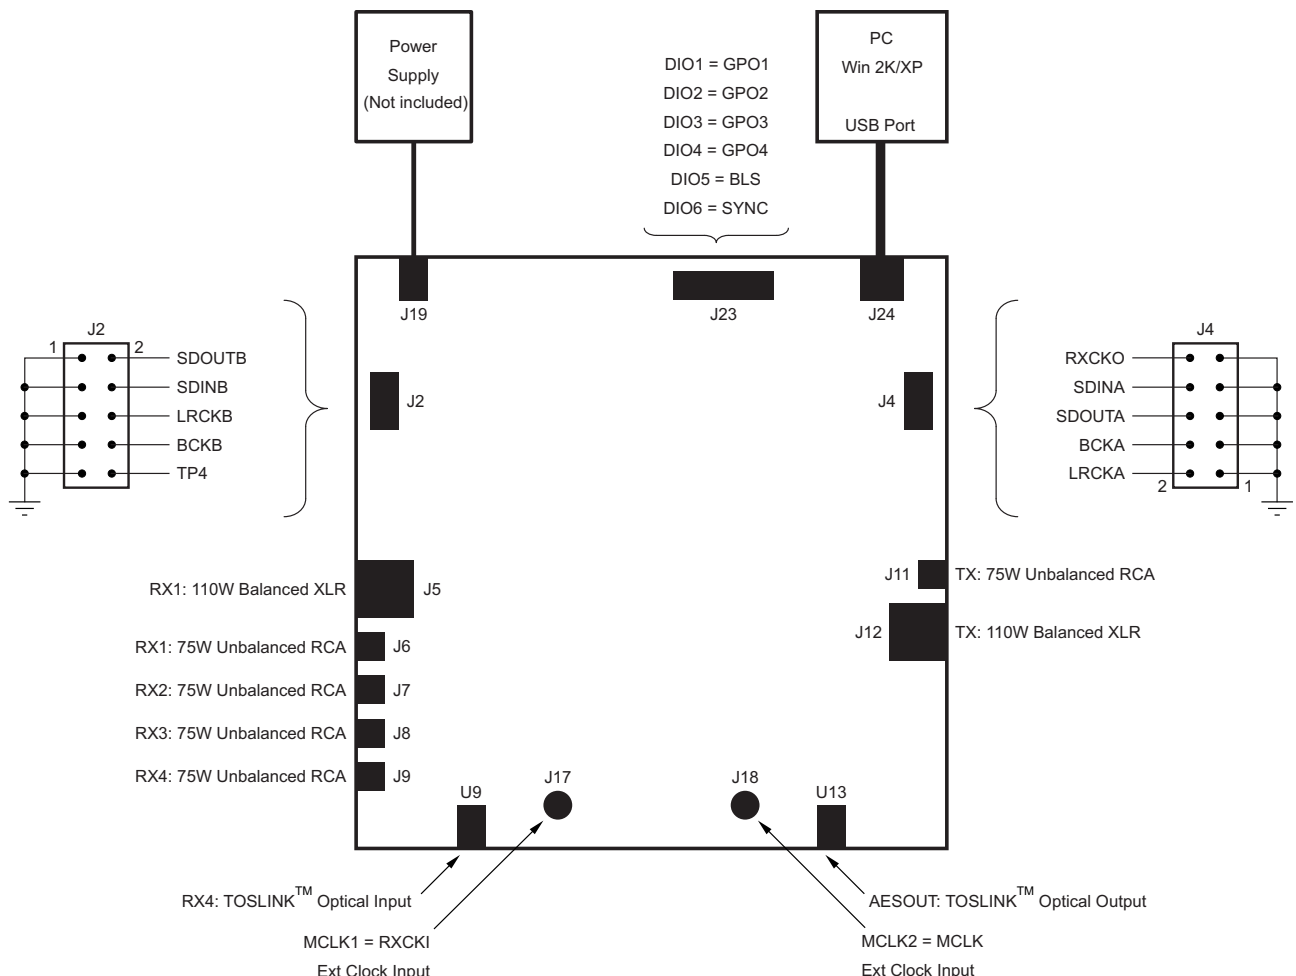 Power
Supply
(Not included)
PC
Win 2K/XP
USB Port
DIO1 = GPO1
DIO2 = GPO2
DIO3 = GPO3
DIO4 = GPO4
DIO5 = BLS
DIO6 = SYNC
J19
J23
J24
J2
1
2
SDOUTB
SDINB
LRCKB
BCKB
TP4
J2
J4
J4
RXCKO
SDINA
SDOUTA
BCKA
LRCKA
2
1
RX1: 110W Balanced XLR
J5
RX1: 75W Unbalanced RCA
J6
RX2: 75W Unbalanced RCA
J7
RX3: 75W Unbalanced RCA
J8
RX4: 75W Unbalanced RCA
J9
J11
TX: 75W Unbalanced RCA
J12
TX: 110W Balanced XLR
U9
J17
J18
U13
RX4: TOSLINK™ Optical Input
MCLK1 = RXCKI
Ext Clock Input
AESOUT: TOSLINK™ Optical Output
MCLK2 = MCLK
Ext Clock Input